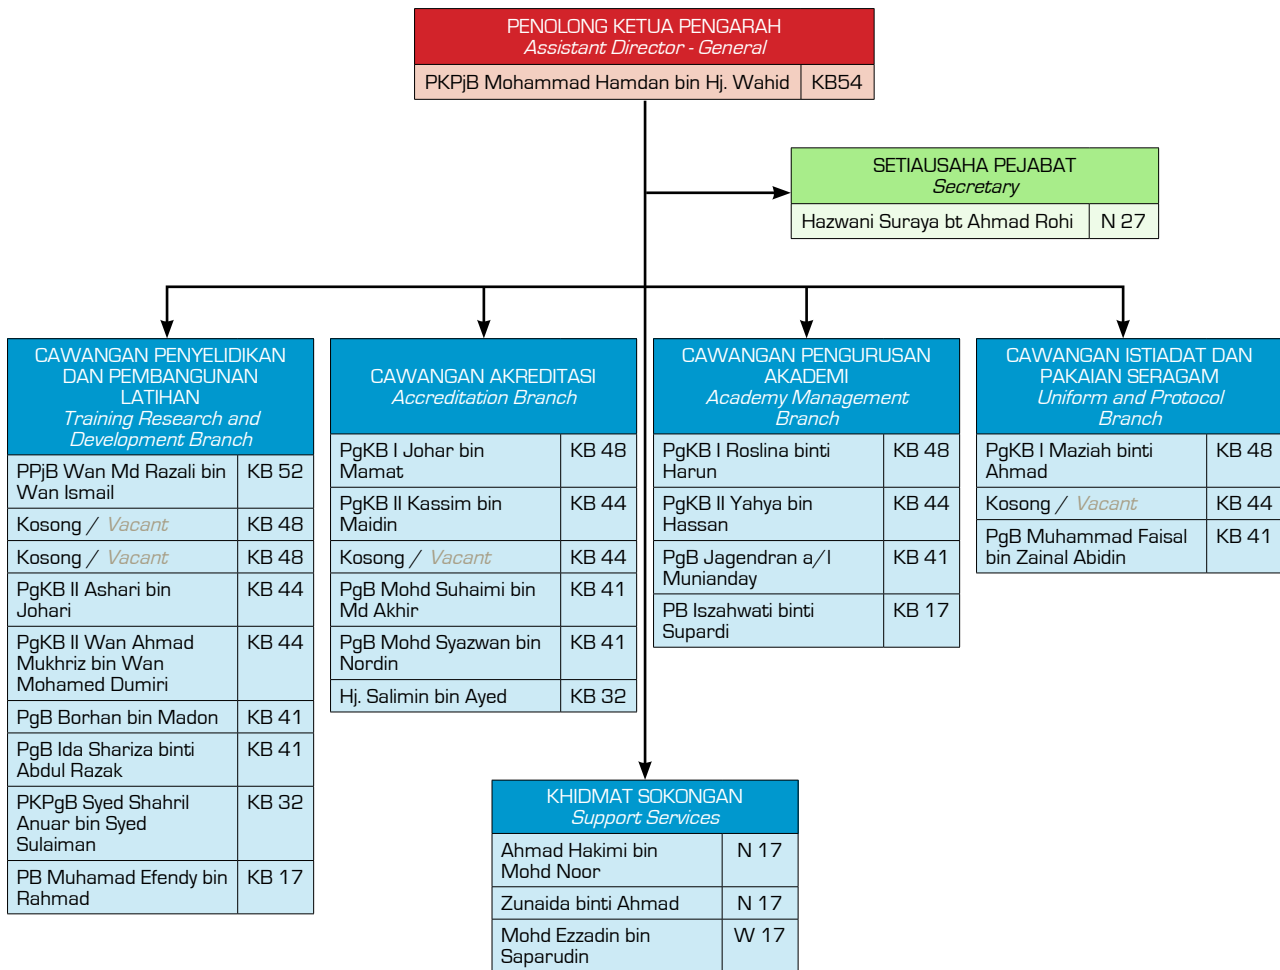 PENOLONG KETUA PENGARAH
Assistant Director - General
PKPjB Mohammad Hamdan bin Hj. Wahid KB54
SETIAUSAHA PEJABAT
Secretary
Hazwani Suraya bt Ahmad Rohi N 27
CAWANGAN PENYELIDIKAN
DAN PEMBANGUNAN
LATIHAN
Training Research and
Development Branch
PPjB Wan Md Razali bin KB 52
Wan Ismail
Kosong / Vacant KB 48
Kosong / Vacant KB 48
PgKB II Ashari bin KB 44
Johari
PgKB II Wan Ahmad KB 44
Mukhriz bin Wan
Mohamed Dumiri
PgB Borhan bin Madon KB 41
PgB Ida Shariza binti KB 41
Abdul Razak
PKPgB Syed Shahril KB 32
Anuar bin Syed
Sulaiman
PB Muhamad Efendy bin KB 17
Rahmad
CAWANGAN AKREDITASI
Accreditation Branch
PgKB I Johar bin KB 48
Mamat
PgKB II Kassim bin KB 44
Maidin
Kosong / Vacant KB 44
PgB Mohd Suhaimi bin KB 41
Md Akhir
PgB Mohd Syazwan bin KB 41
Nordin
Hj. Salimin bin Ayed KB 32
CAWANGAN PENGURUSAN
AKADEMI
Academy Management
Branch
PgKB I Roslina binti KB 48
Harun
PgKB II Yahya bin KB 44
Hassan
PgB Jagendran a/l KB 41
Munianday
PB Iszahwati binti KB 17
Supardi
CAWANGAN ISTIADAT DAN
PAKAIAN SERAGAM
Uniform and Protocol
Branch
PgKB I Maziah binti KB 48
Ahmad
Kosong / Vacant KB 44
PgB Muhammad Faisal KB 41
bin Zainal Abidin
KHIDMAT SOKONGAN
Support Services
Ahmad Hakimi bin N 17
Mohd Noor
Zunaida binti Ahmad N 17
Mohd Ezzadin bin W 17
Saparudin